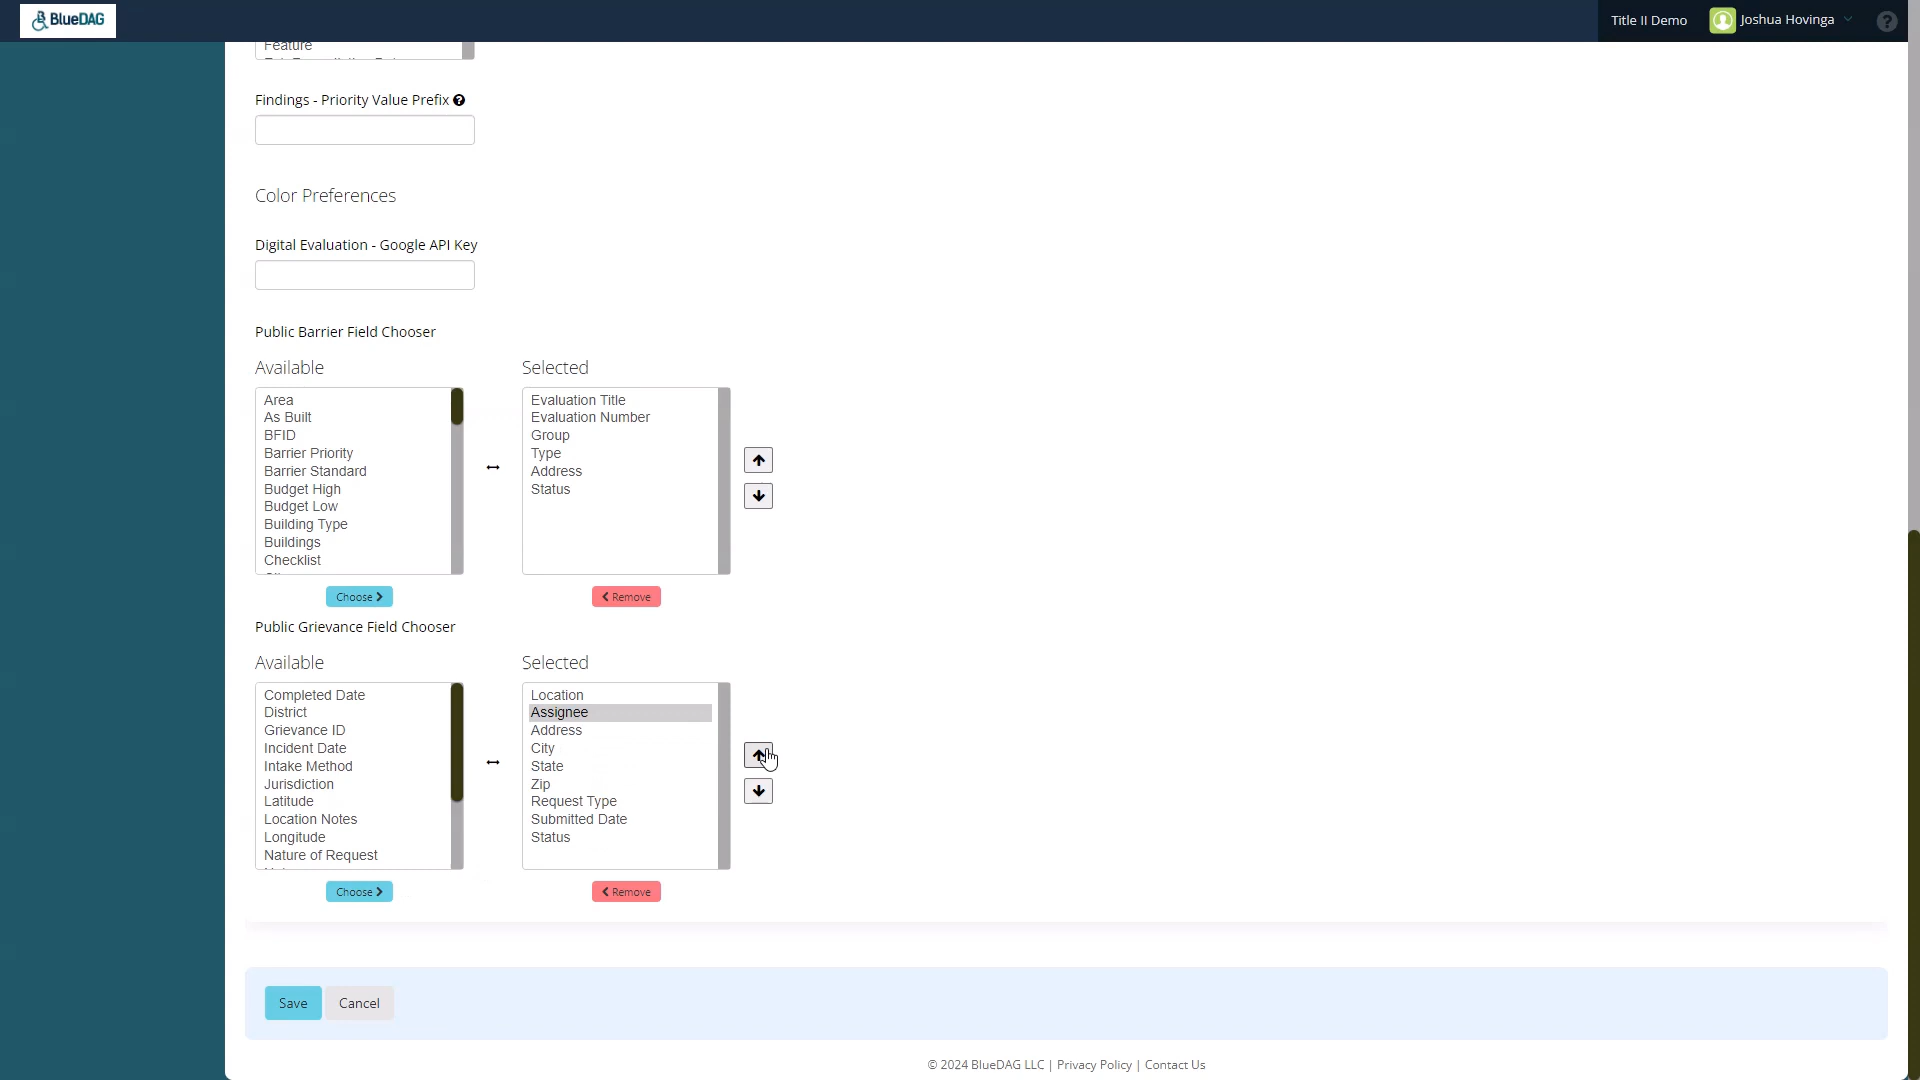 BlueDAG
Title II Demo
Joshua Hovinga
Feature
Findings - Priority Value Prefix
Color Preferences
Digital Evaluation - Google API Key
Public Barrier Field Chooser
Available
Selected
Area
As Built
BFID
Barrier Priority
Barrier Standard
Budget High
Budget Low
Building Type
Buildings
Checklist
Evaluation Title
Evaluation Number
Group
Type
Address
Status
Choose
Remove
Public Grievance Field Chooser
Available
Selected
Completed Date
District
Grievance ID
Incident Date
Intake Method
Jurisdiction
Latitude
Location Notes
Longitude
Nature of Request
Location
Assignee
Address
City
State
Zip
Request Type
Submitted Date
Status
Choose
Remove
Save
Cancel
© 2024 BlueDAG LLC | Privacy Policy | Contact Us